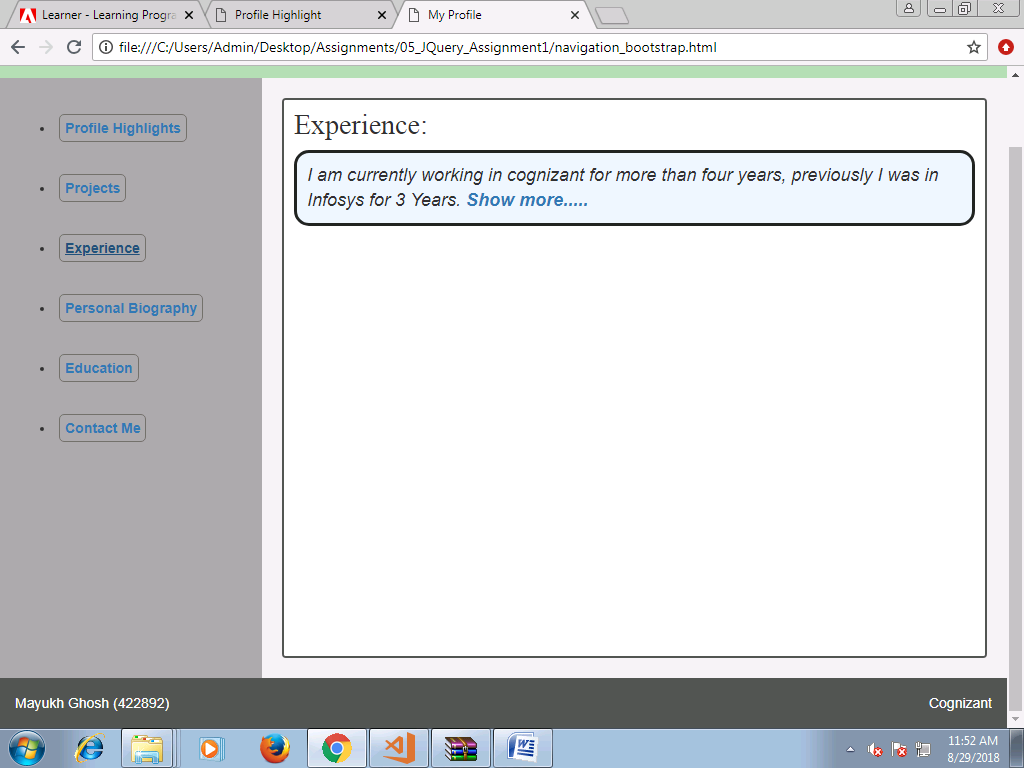 Learner - Learning Progra
Profile Highlight
My Profile
file:///C:/Users/Admin/Desktop/Assignments/05_JQuery_Assignment1/navigation_bootstrap.html
Profile Highlights
Projects
Experience
Personal Biography
Education
Contact Me
Experience:
I am currently working in cognizant for more than four years, previously I was in
Infosys for 3 Years. Show more.....
Mayukh Ghosh (422892)
Cognizant
11:52 AM
8/29/2018